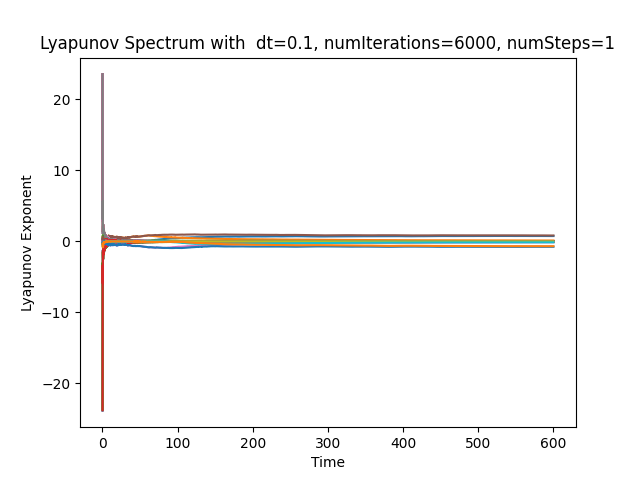 Lyapunov Spectrum with  dt=0.1, numIterations=6000, numSteps=1
20
10
0
−10
−20
Lyapunov Exponent
0 100 200 300 400 500 600
Time